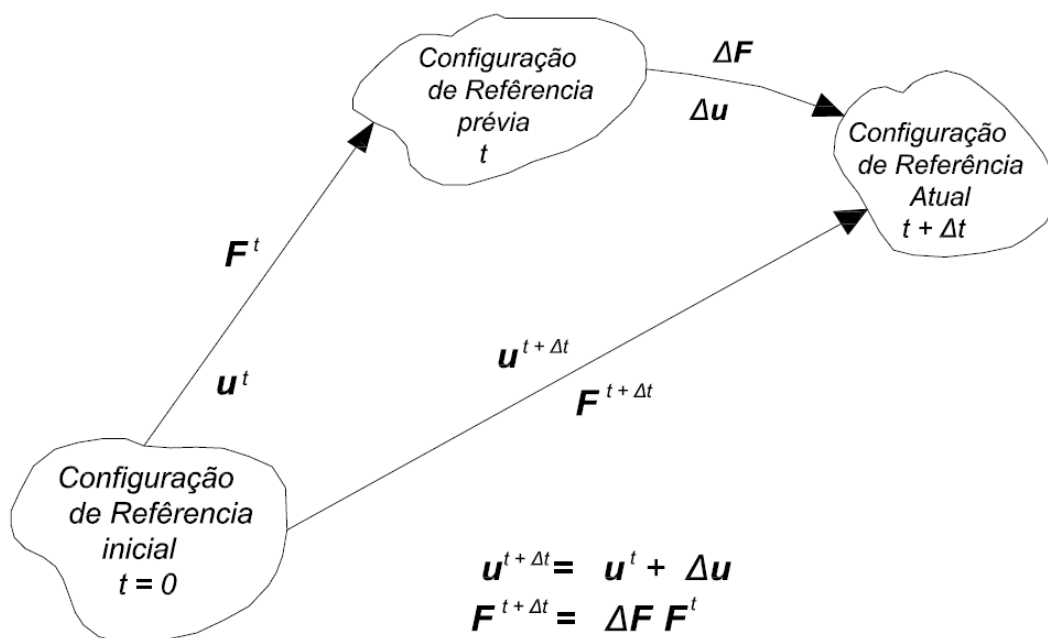 Configuração
de Refêrencia
prévia
t
ΔF
Δu
Configuração
de Referência
Atual
t + Δt
F^t
u^t
u^{t + Δt}
F^{t + Δt}
Configuração
de Refêrencia
inicial
t = 0
u^{t + Δt} = u^t + Δu
F^{t + Δt} = ΔF F^t